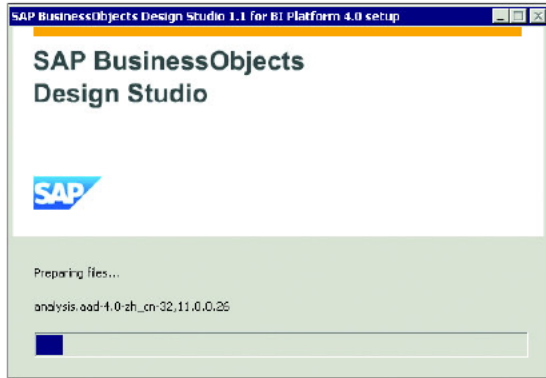 SAP BusinessObjects Design Studio 1.1 for BI Platform 4.0 setup
SAP BusinessObjects
Design Studio
SAP
Preparing files...
analysis.aad-4.0-zh_cn-32,11.0.0.26